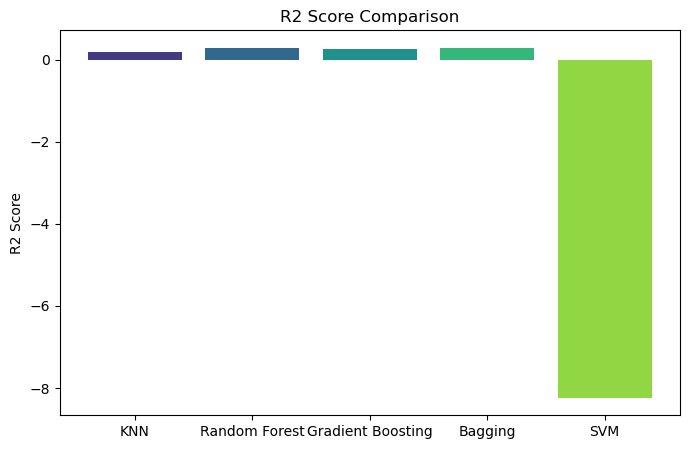 R2 Score Comparison
R2 Score
0
−2
−4
−6
−8
KNN
Random Forest
Gradient Boosting
Bagging
SVM